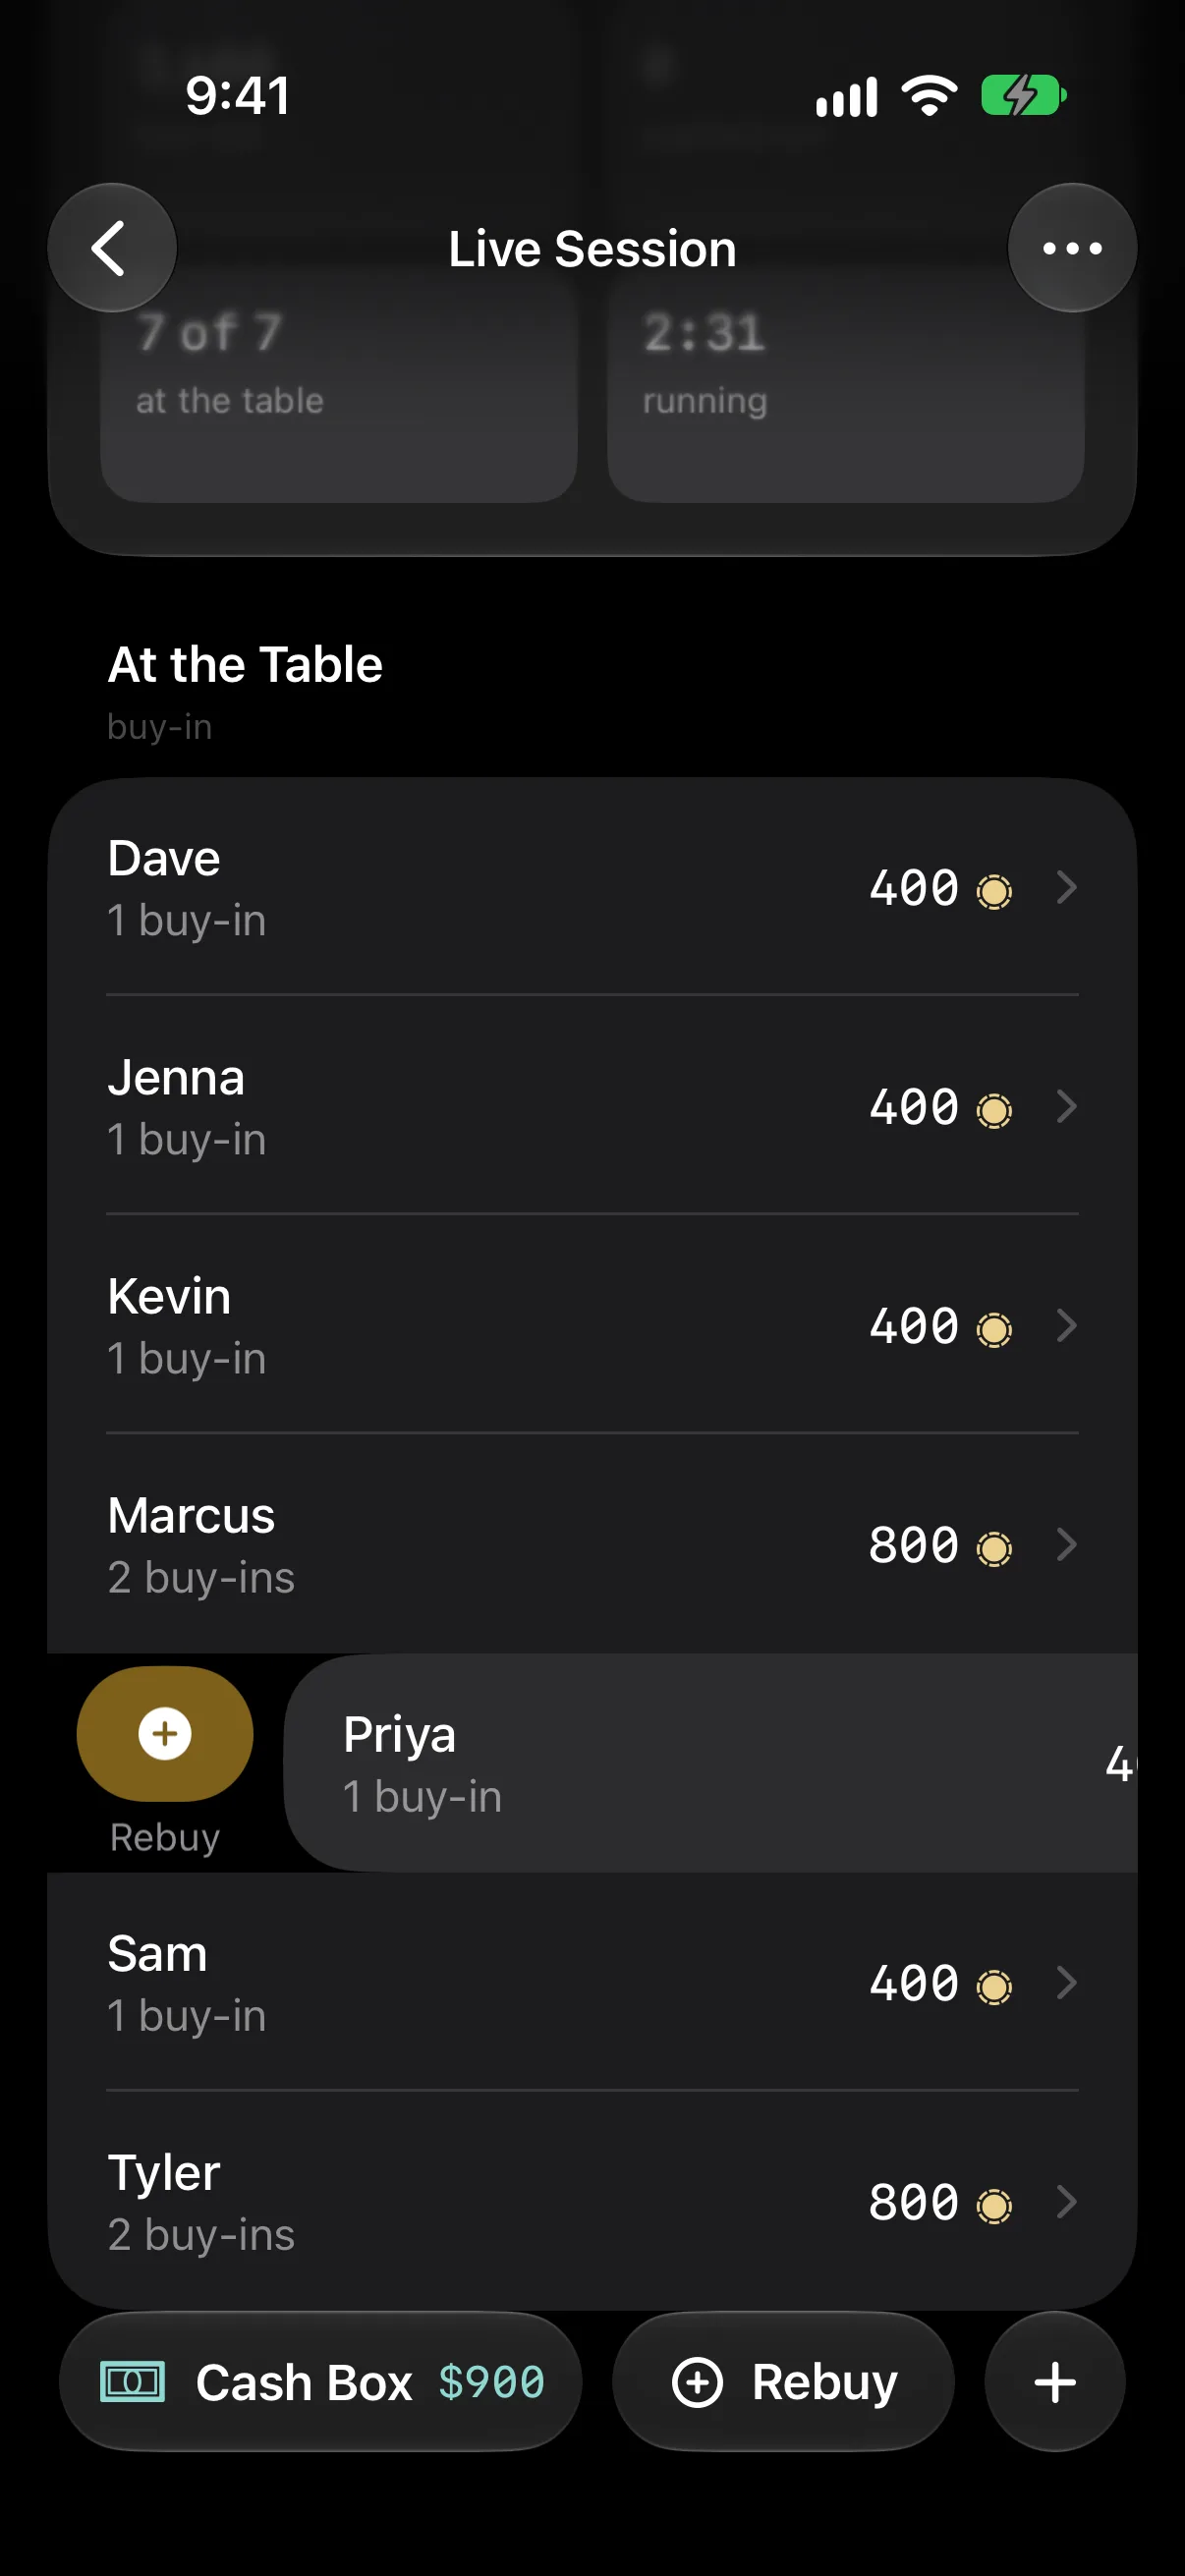 9:41
Live Session
7 of 7
2:31
at the table
running
At the Table
buy-in
Dave
1 buy-in
400
Jenna
1 buy-in
400
Kevin
1 buy-in
400
Marcus
2 buy-ins
800
Priya
1 buy-in
Rebuy
Sam
1 buy-in
400
Tyler
2 buy-ins
800
Cash Box $900
Rebuy